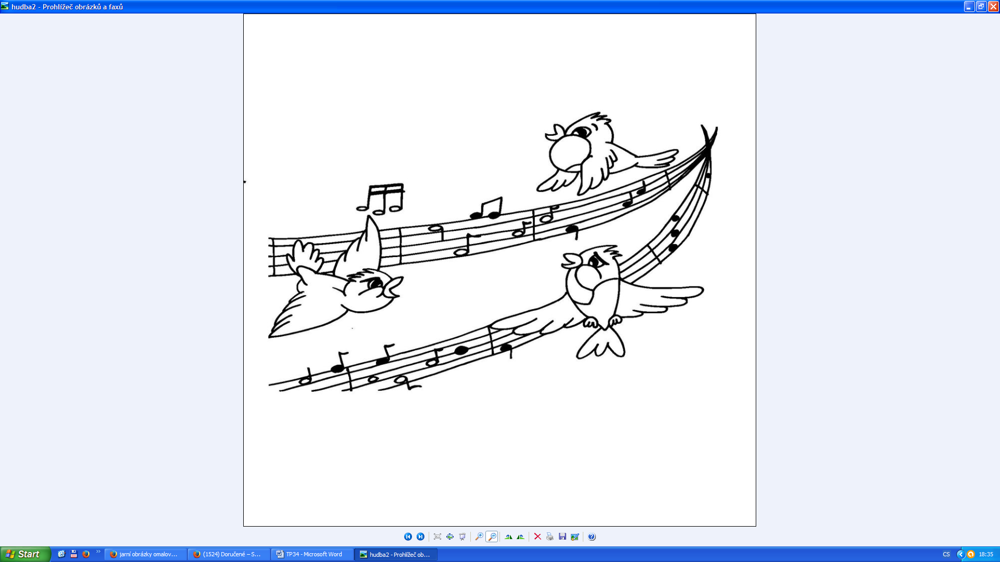 hudba2 - Prohlížeč obrázků a faxů
Start
jarní obrázky omalov...
(1524) Doručené – S...
TP34 - Microsoft Word
hudba2 - Prohlížeč ob...
CS
18:35